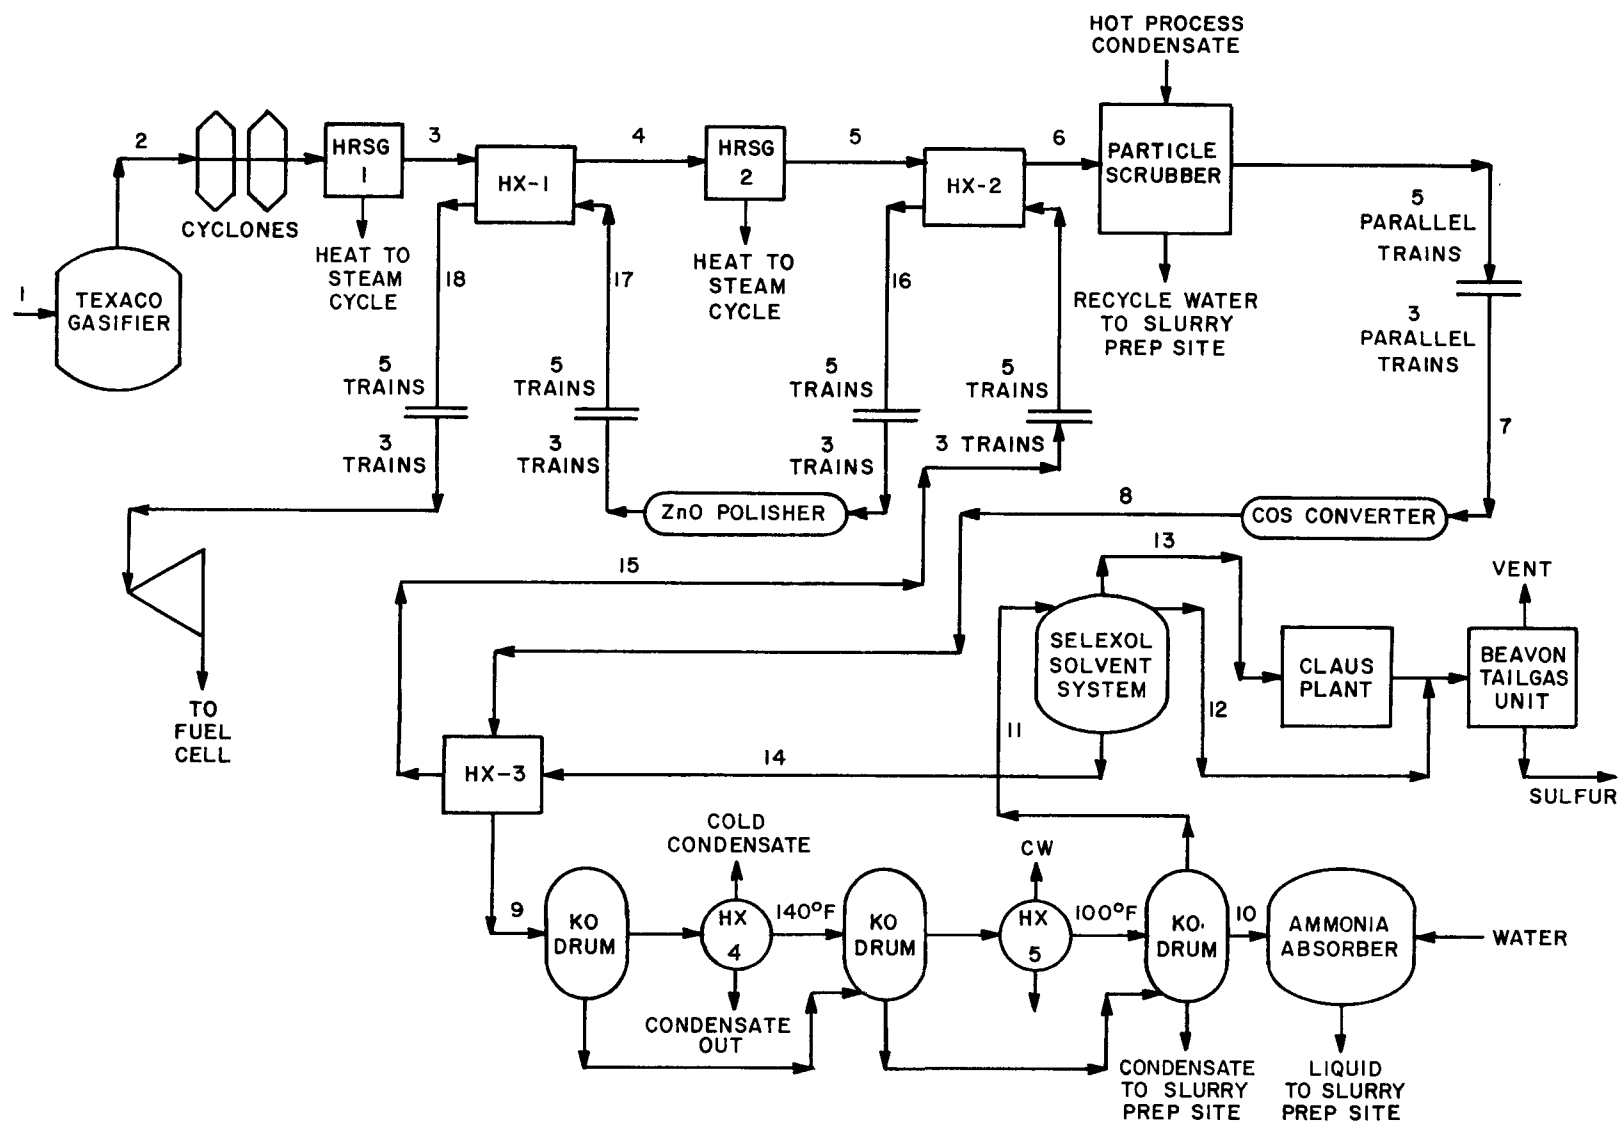 HOT PROCESS
CONDENSATE
2
HRSG
1
3
HX-1
4
HRSG
2
5
HX-2
6
PARTICLE
SCRUBBER
CYCLONES
5
PARALLEL
TRAINS
HEAT TO
STEAM
CYCLE
18
17
HEAT TO
STEAM
CYCLE
16
1
TEXACO
GASIFIER
RECYCLE WATER
TO SLURRY
PREP SITE
3
PARALLEL
TRAINS
5
TRAINS
5
TRAINS
5
TRAINS
5
TRAINS
3
TRAINS
3
TRAINS
3
TRAINS
3 TRAINS
7
ZnO POLISHER
8
COS CONVERTER
15
13
VENT
SELEXOL
SOLVENT
SYSTEM
CLAUS
PLANT
BEAVON
TAILGAS
UNIT
TO
FUEL
CELL
11
12
HX-3
14
SULFUR
COLD
CONDENSATE
CW
9
KO
DRUM
HX
4
140°F
KO
DRUM
HX
5
100°F
KO.
DRUM
10
AMMONIA
ABSORBER
WATER
CONDENSATE
OUT
CONDENSATE
TO SLURRY
PREP SITE
LIQUID
TO SLURRY
PREP SITE